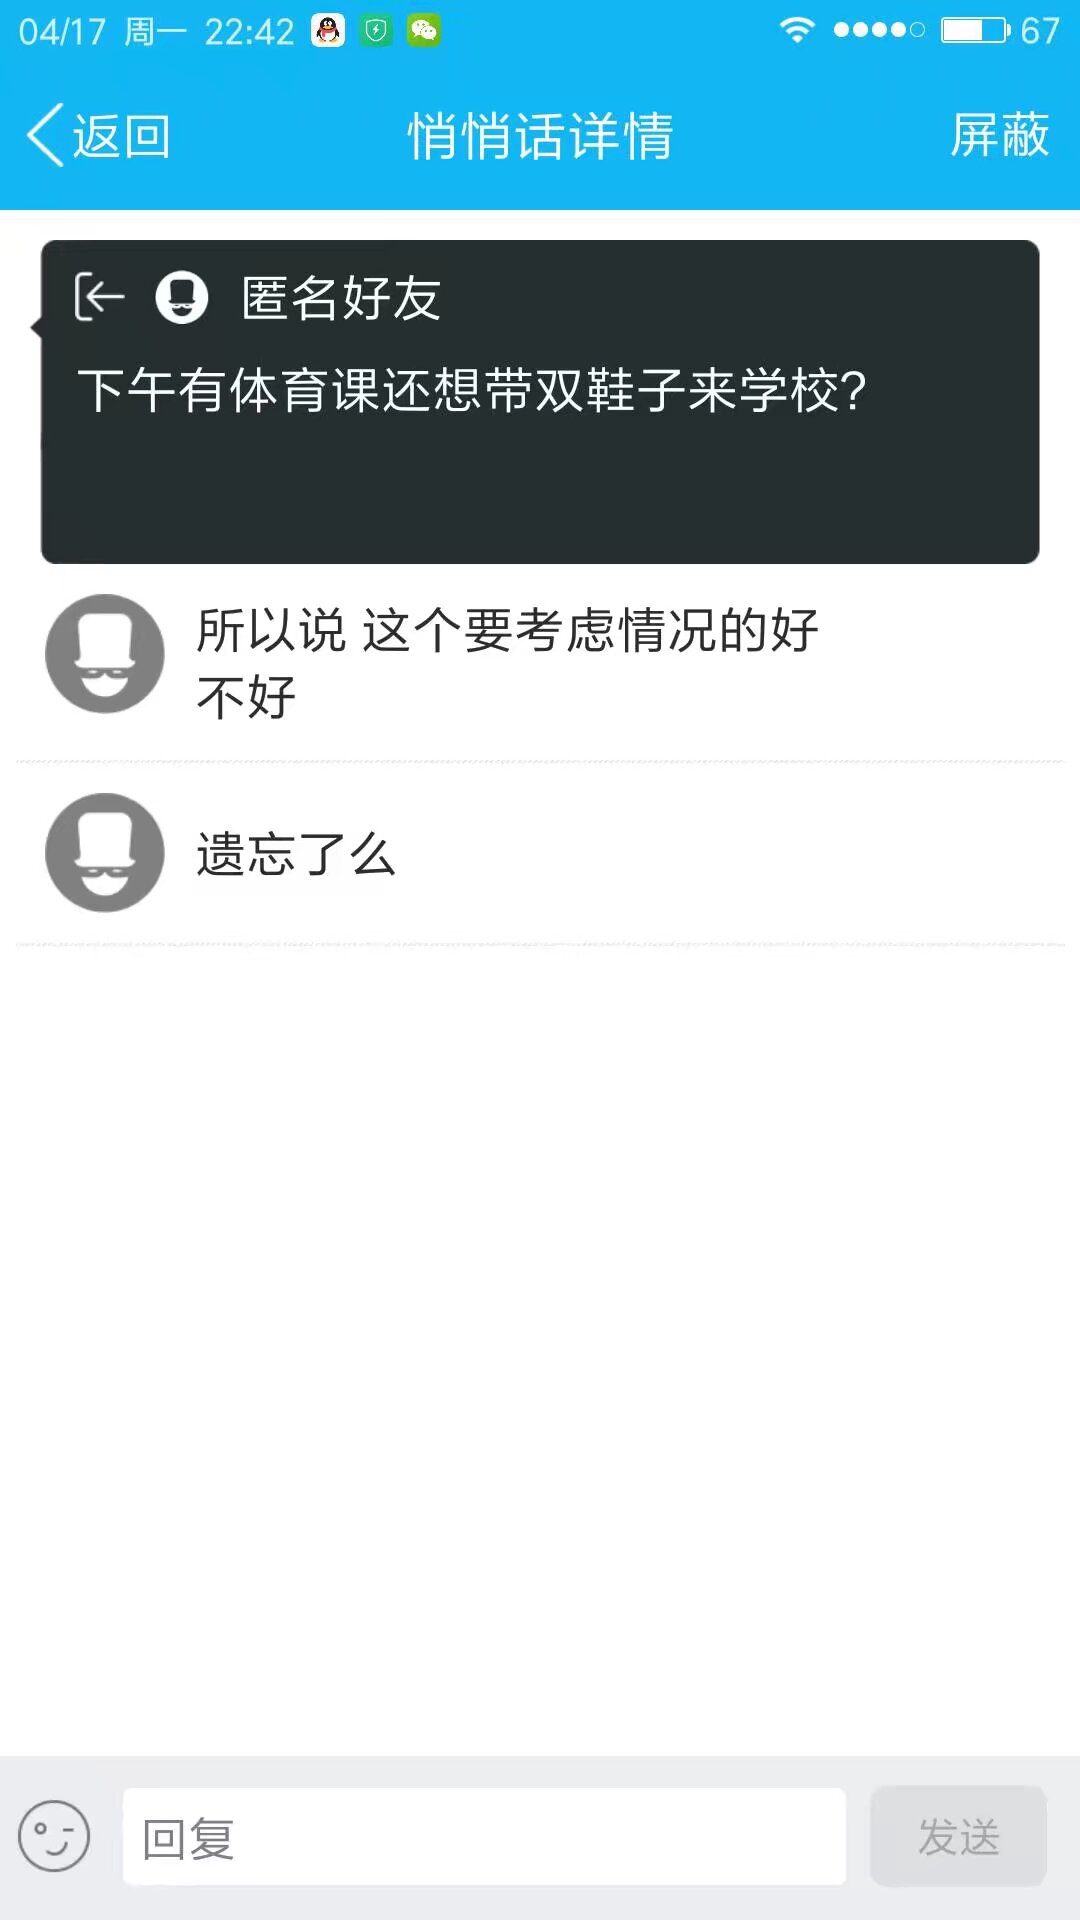 04/17 周一 22:42 67
返回 悄悄话详情 屏蔽
匿名好友
下午有体育课还想带双鞋子来学校?
所以说 这个要考虑情况的好
不好
遗忘了么
回复 发送